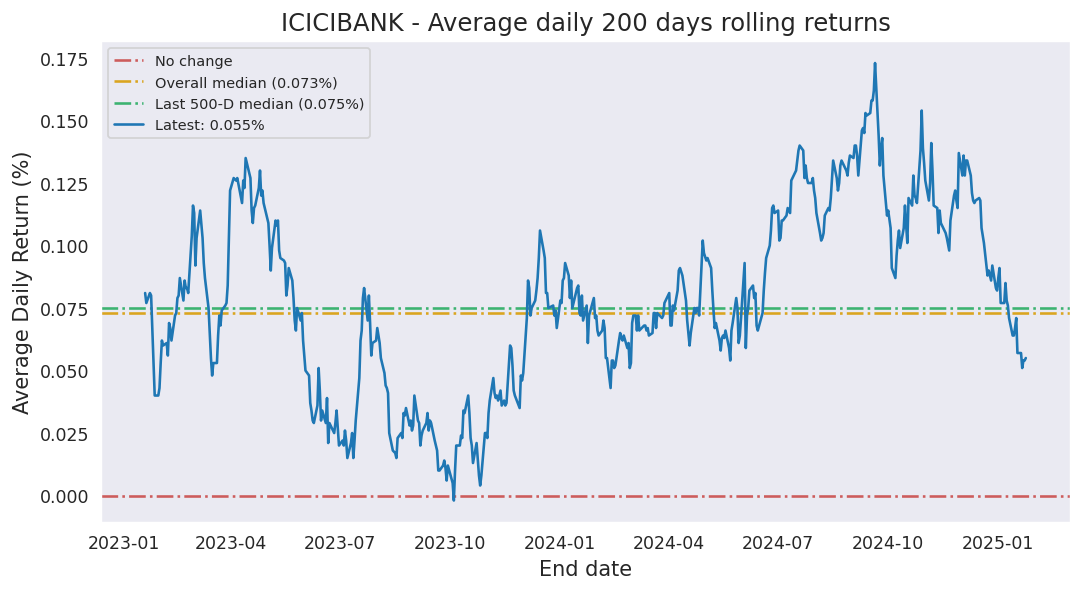 ICICIBANK - Average daily 200 days rolling returns
No change
Overall median (0.073%)
Last 500-D median (0.075%)
Latest: 0.055%
Average Daily Return (%)
0.175
0.150
0.125
0.100
0.075
0.050
0.025
0.000
2023-01 2023-04 2023-07 2023-10 2024-01 2024-04 2024-07 2024-10 2025-01
End date